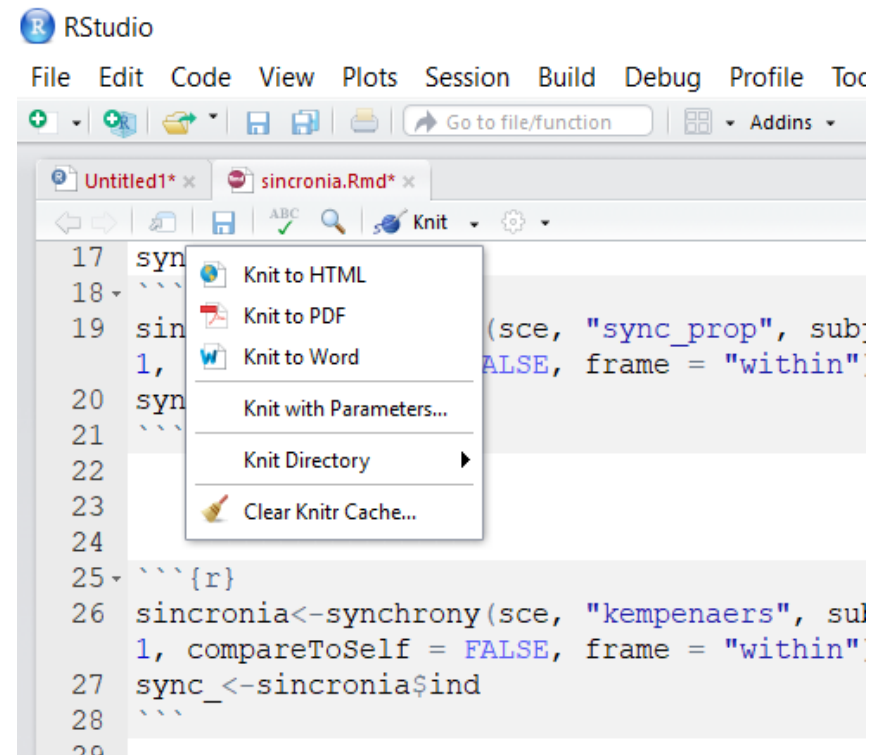 RStudio
File Edit Code View Plots Session Build Debug Profile
Go to file/function Addins
Untitled1* × sincronia.Rmd* ×
ABC Knit
17 syn
Knit to HTML
18 ```
Knit to PDF
19 sin (sce, "sync_prop", sub
Knit to Word
1, ALSE, frame = "within"
20 syn
Knit with Parameters...
21 ```
Knit Directory
22
23
Clear Knitr Cache...
24
25 ```{r}
26 sincronia<-synchrony(sce, "kempenaers", su
1, compareToSelf = FALSE, frame = "within"
27 sync_<-sincronia$ind
28 ```
29